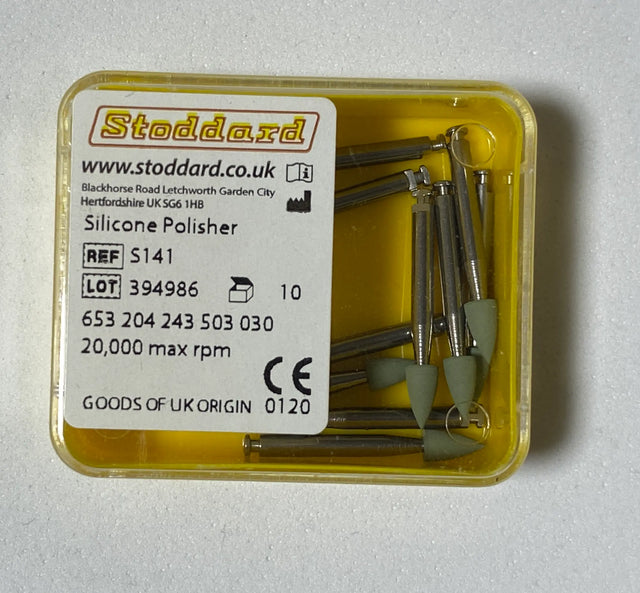 Stoddard
www.stoddard.co.uk
Blackhorse Road Letchworth Garden City
Hertfordshire UK SG6 1HB
Silicone Polisher
REF S141
LOT 394986 10
653 204 243 503 030
20,000 max rpm
CE
GOODS OF UK ORIGIN 0120